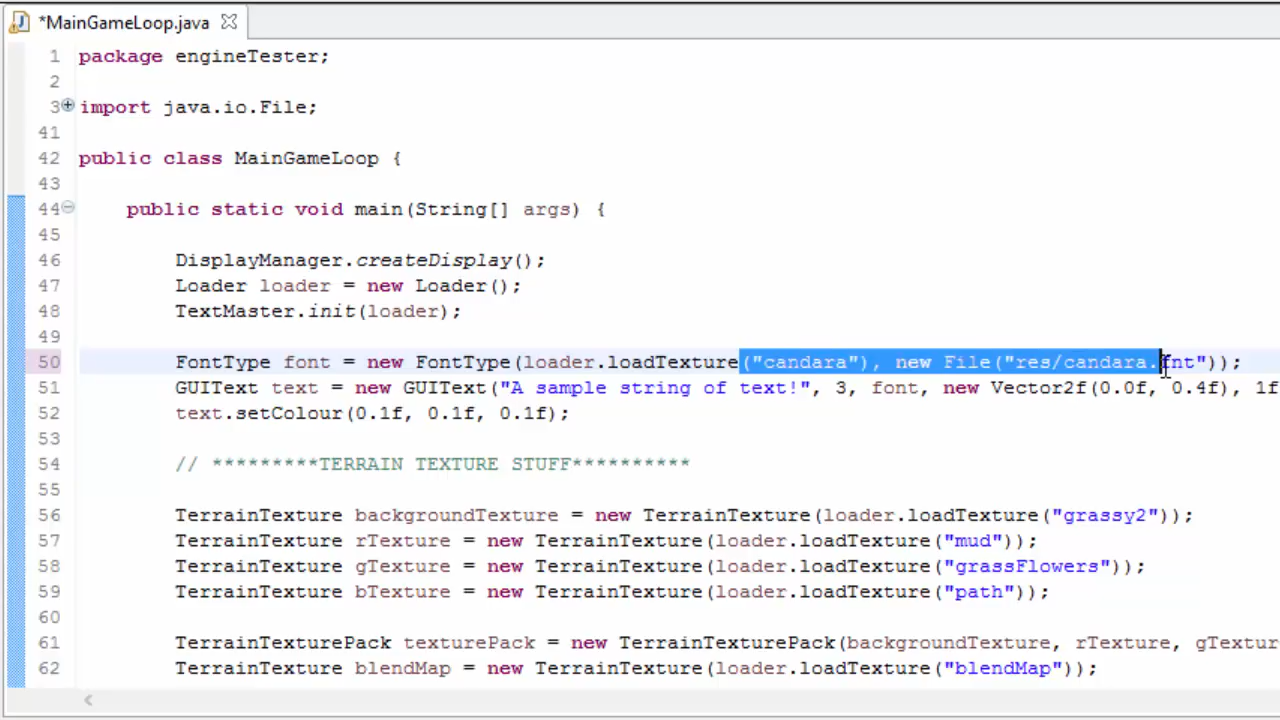 *MainGameLoop.java
1 package engineTester;
2
3 import java.io.File;
41
42 public class MainGameLoop {
43
44 public static void main(String[] args) {
45
46 DisplayManager.createDisplay();
47 Loader loader = new Loader();
48 TextMaster.init(loader);
49
50 FontType font = new FontType(loader.loadTexture("candara"), new File("res/candara.fnt"));
51 GUIText text = new GUIText("A sample string of text!", 3, font, new Vector2f(0.0f, 0.4f), 1f
52 text.setColour(0.1f, 0.1f, 0.1f);
53
54 // *********TERRAIN TEXTURE STUFF**********
55
56 TerrainTexture backgroundTexture = new TerrainTexture(loader.loadTexture("grassy2"));
57 TerrainTexture rTexture = new TerrainTexture(loader.loadTexture("mud"));
58 TerrainTexture gTexture = new TerrainTexture(loader.loadTexture("grassFlowers"));
59 TerrainTexture bTexture = new TerrainTexture(loader.loadTexture("path"));
60
61 TerrainTexturePack texturePack = new TerrainTexturePack(backgroundTexture, rTexture, gTextur
62 TerrainTexture blendMap = new TerrainTexture(loader.loadTexture("blendMap"));